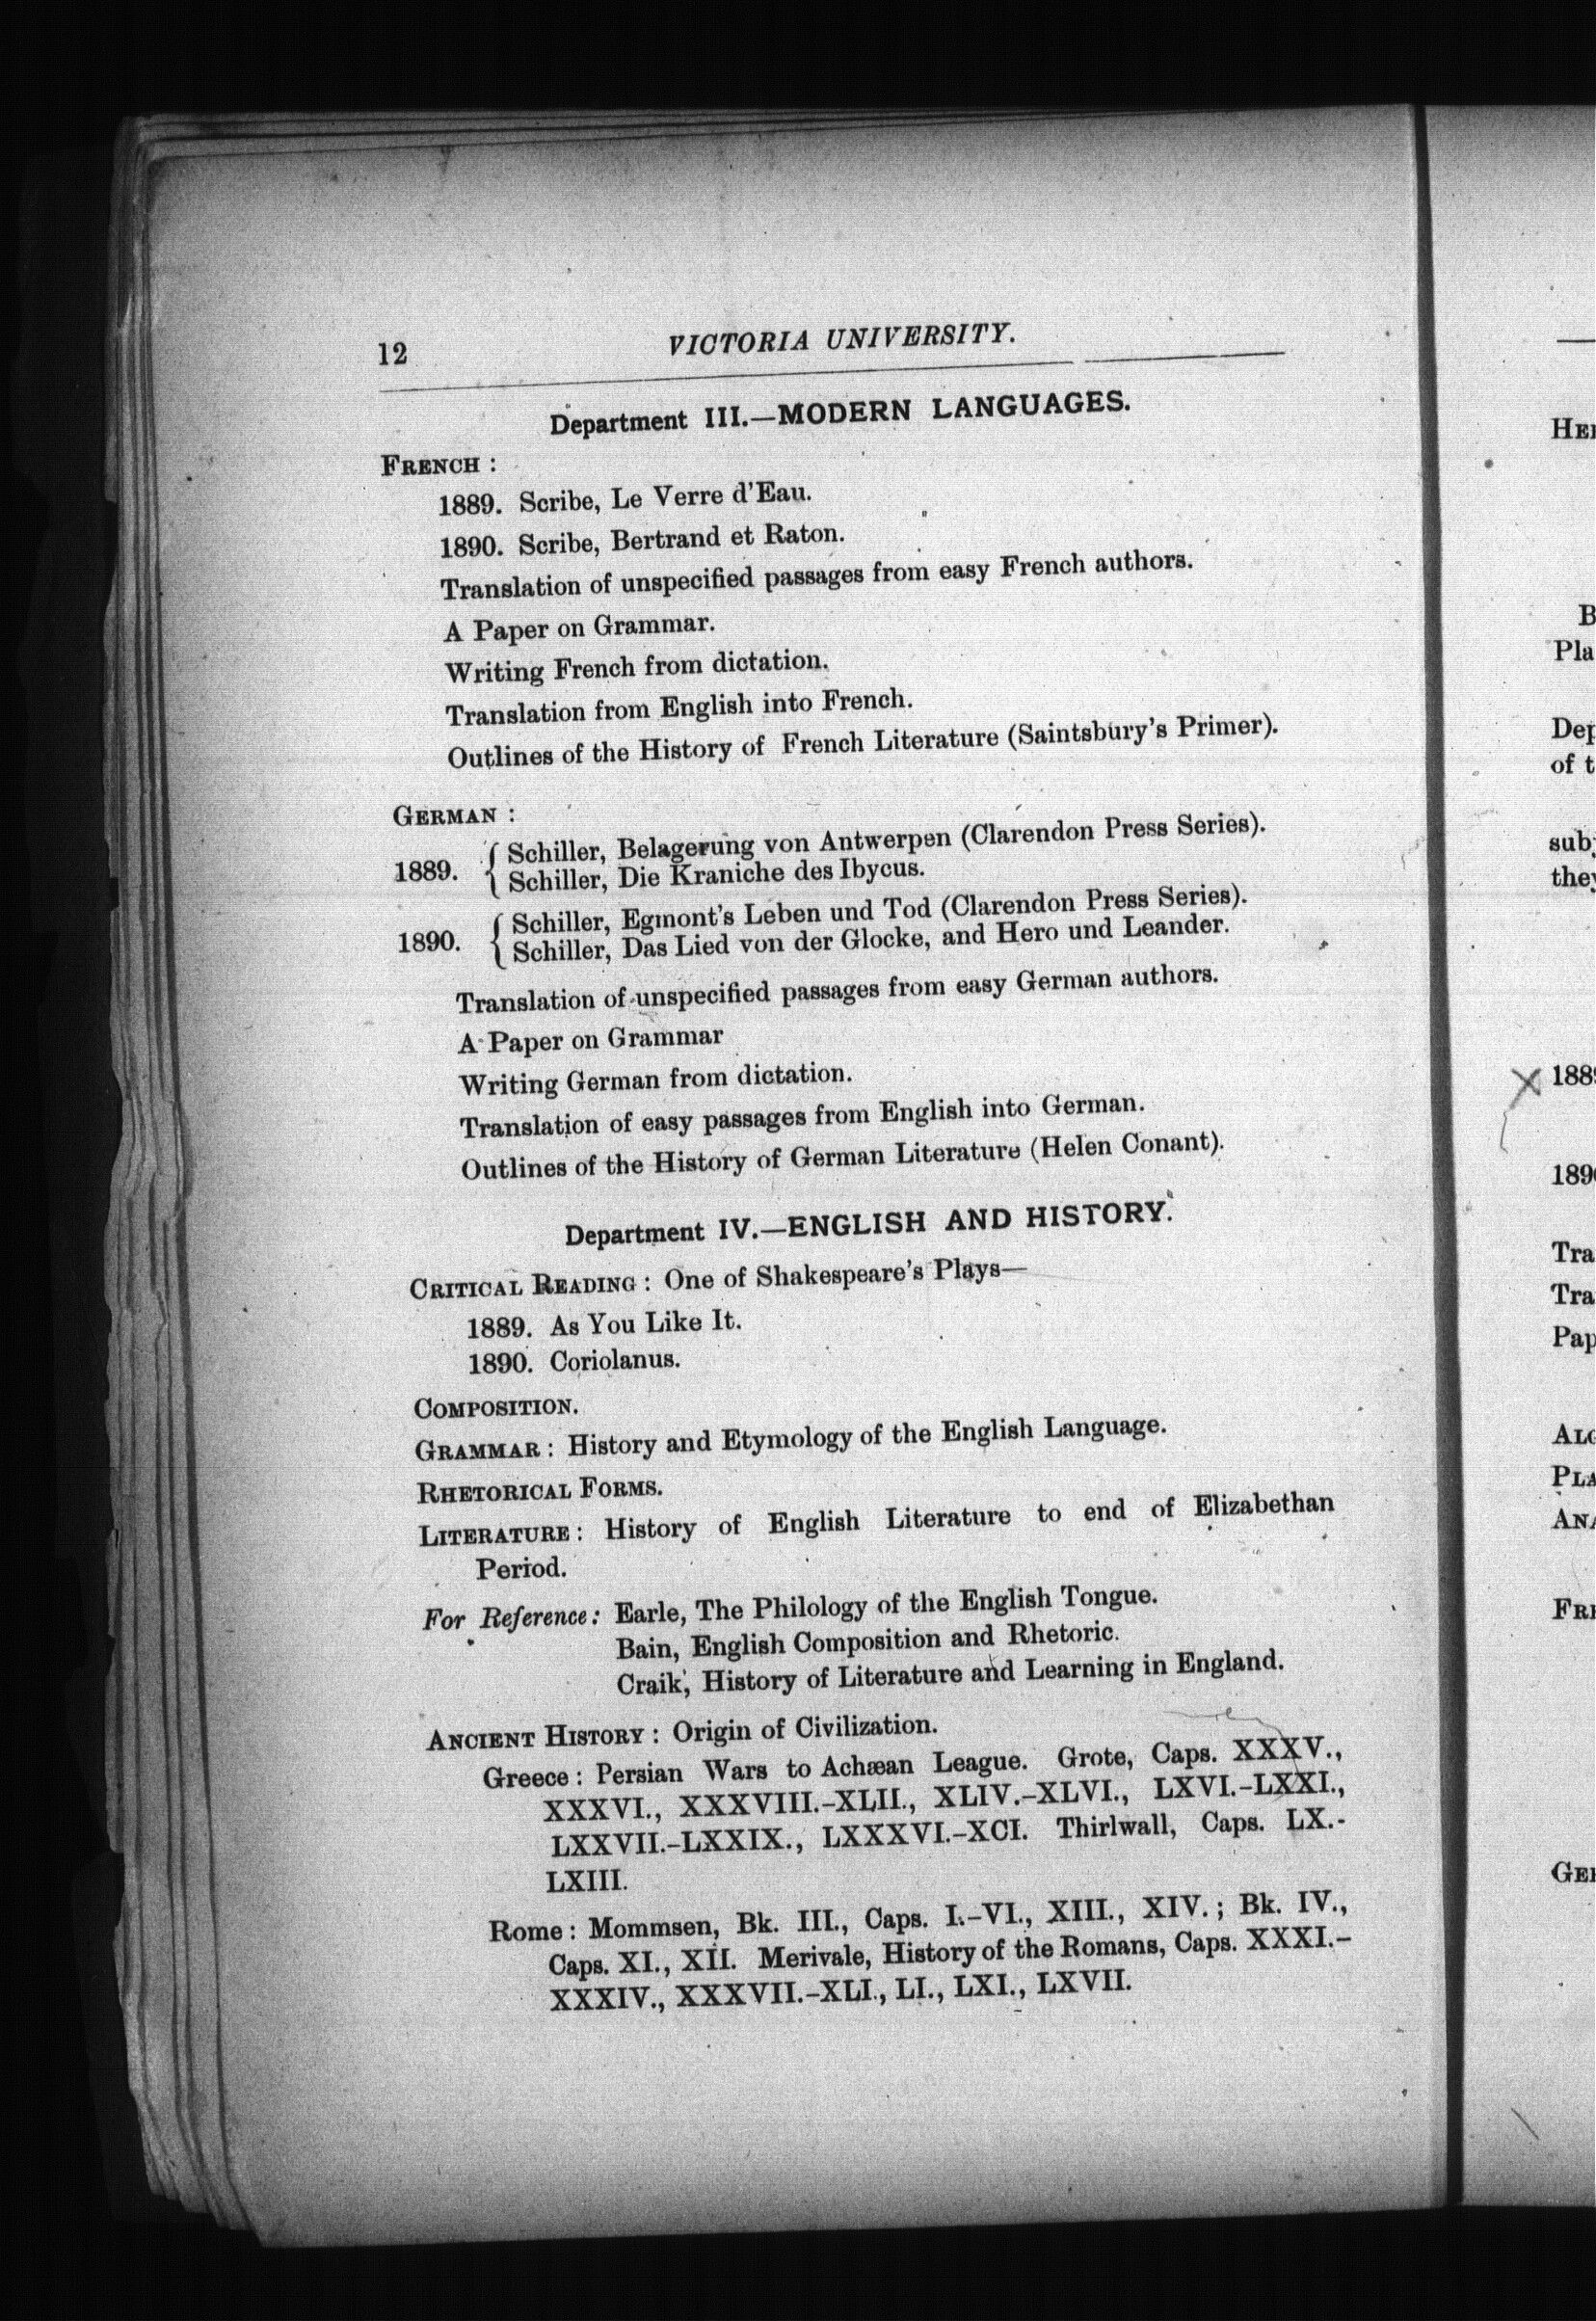 12 VICTORIA UNIVERSITY.
Department III.—MODERN LANGUAGES.
FRENCH :
1889. Scribe, Le Verre d'Eau.
1890. Scribe, Bertrand et Raton.
Translation of unspecified passages from easy French authors.
A Paper on Grammar.
Writing French from dictation.
Translation from English into French.
Outlines of the History of French Literature (Saintsbury's Primer).
GERMAN :
1889. { Schiller, Belagerung von Antwerpen (Clarendon Press Series).
Schiller, Die Kraniche des Ibycus.
1890. { Schiller, Egmont's Leben und Tod (Clarendon Press Series).
Schiller, Das Lied von der Glocke, and Hero und Leander.
Translation of unspecified passages from easy German authors.
A Paper on Grammar
Writing German from dictation.
Translation of easy passages from English into German.
Outlines of the History of German Literature (Helen Conant).
Department IV.—ENGLISH AND HISTORY.
CRITICAL READING : One of Shakespeare's Plays—
1889. As You Like It.
1890. Coriolanus.
COMPOSITION.
GRAMMAR : History and Etymology of the English Language.
RHETORICAL FORMS.
LITERATURE : History of English Literature to end of Elizabethan
Period.
For Reference : Earle, The Philology of the English Tongue.
Bain, English Composition and Rhetoric.
Craik, History of Literature and Learning in England.
ANCIENT HISTORY : Origin of Civilization.
Greece : Persian Wars to Achæan League. Grote, Caps. XXXV.,
XXXVI., XXXVIII.-XLII., XLIV.-XLVI., LXVI.-LXXI.,
LXXVII.-LXXIX., LXXXVI.-XCI. Thirlwall, Caps. LX.-
LXIII.
Rome : Mommsen, Bk. III., Caps. I.-VI., XIII., XIV. ; Bk. IV.,
Caps. XI., XII. Merivale, History of the Romans, Caps. XXXI.-
XXXIV., XXXVII.-XLI., LI., LXI., LXVII.
B
Pla
of t
they
Tra
Tra
Pap